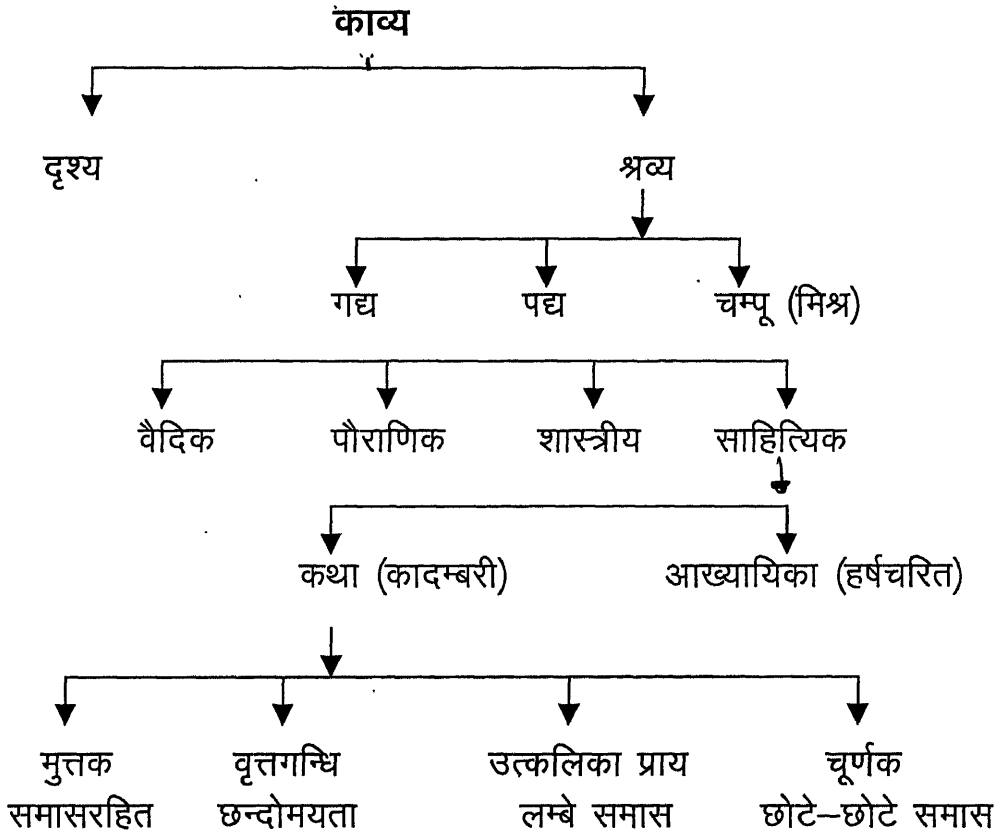 काव्य
दृश्य श्रव्य
गद्य पद्य चम्पू (मिश्र)
वैदिक पौराणिक शास्त्रीय साहित्यिक
कथा (कादम्बरी) आख्यायिका (हर्षचरित)
मुत्तक वृत्तगन्धि उत्कलिका प्राय चूर्णक
समासरहित छन्दोमयता लम्बे समास छोटे–छोटे समास